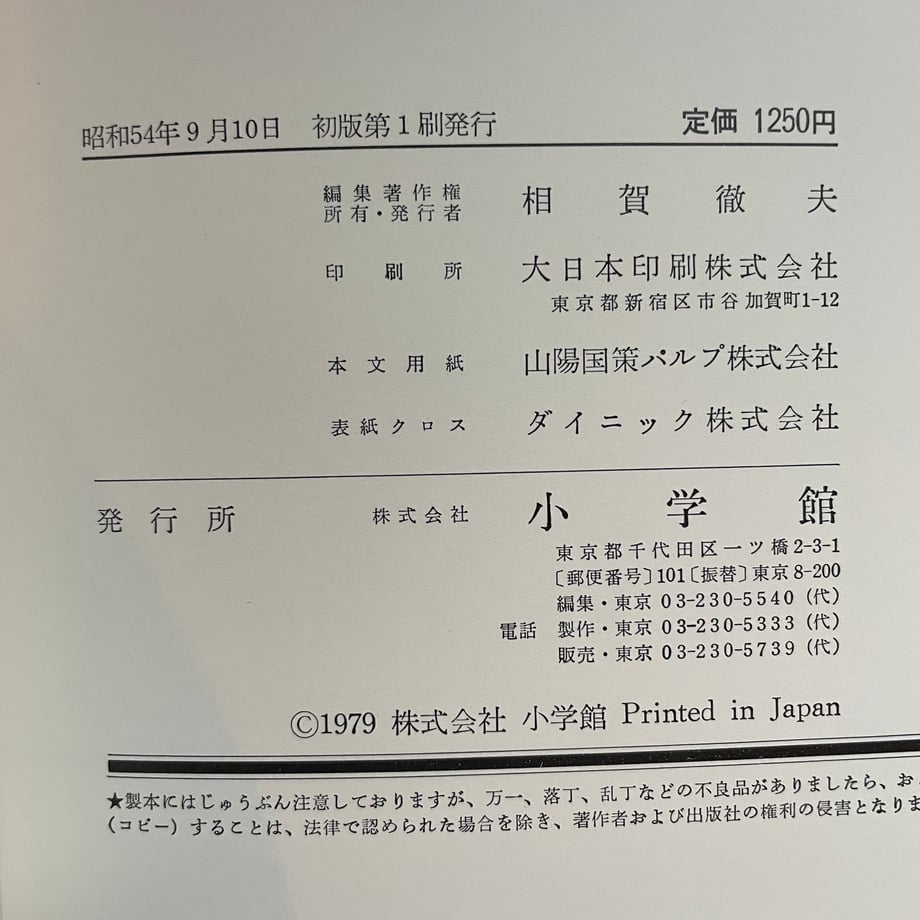 昭和54年9月10日 初版第1刷発行 定価 1250円
編集著作権
所有・発行者 相賀徹夫
印刷所 大日本印刷株式会社
東京都新宿区市谷加賀町1-12
本文用紙 山陽国策パルプ株式会社
表紙クロス ダイニック株式会社
発行所 株式会社 小学館
東京都千代田区一ツ橋2-3-1
〔郵便番号〕101〔振替〕東京8-200
編集・東京 03-230-5540(代)
電話 製作・東京 03-230-5333(代)
販売・東京 03-230-5739(代)
©1979 株式会社 小学館 Printed in Japan
★製本にはじゅうぶん注意しておりますが、万一、落丁、乱丁などの不良品がありましたら、お
(コピー)することは、法律で認められた場合を除き、著作者および出版社の権利の侵害となりま